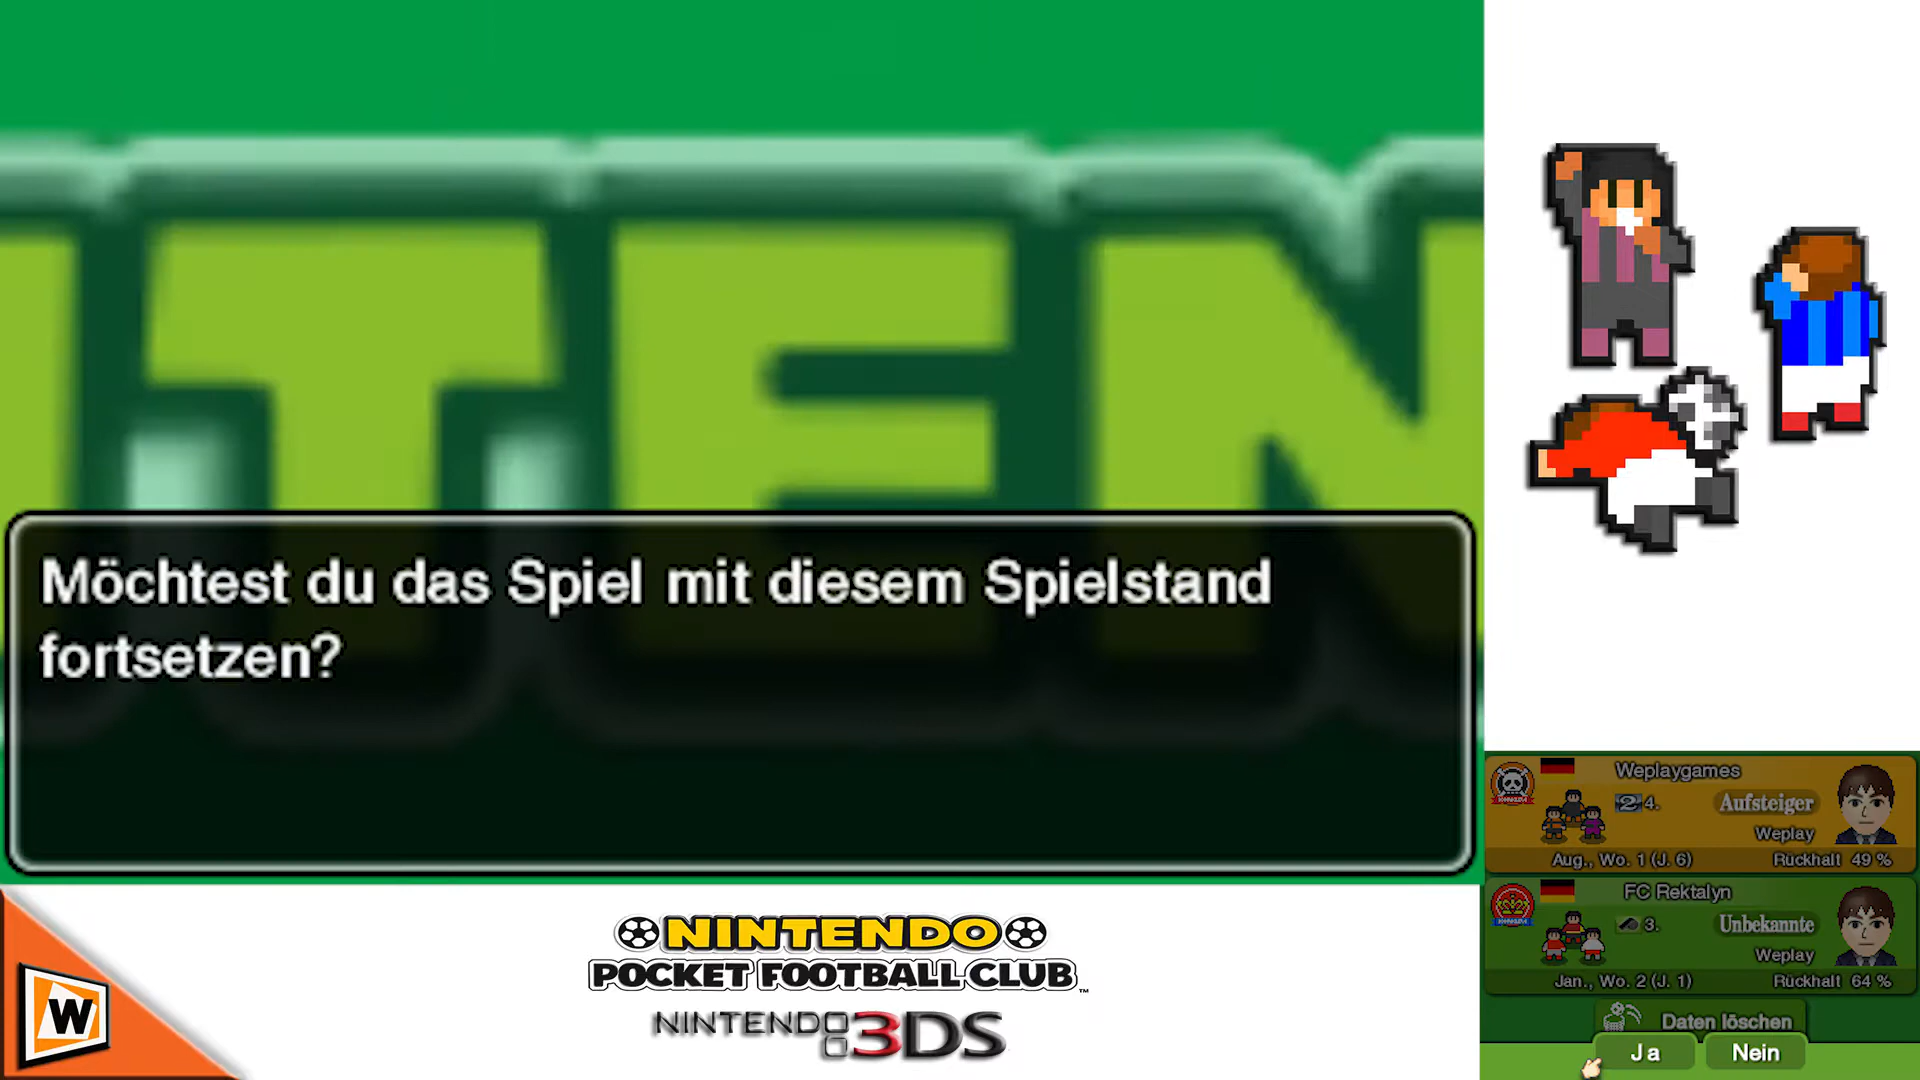 TEN
Möchtest du das Spiel mit diesem Spielstand
fortsetzen?
Weplaygames
2 4.
Aufsteiger
Weplay
Aug., Wo. 1 (J. 6)
Rückhalt 49 %
FC Rektalyn
3.
Unbekannte
Weplay
Jan., Wo. 2 (J. 1)
Rückhalt 64 %
Daten löschen
Ja
Nein
W
NINTENDO
POCKET FOOTBALL CLUB™
NINTENDO 3DS